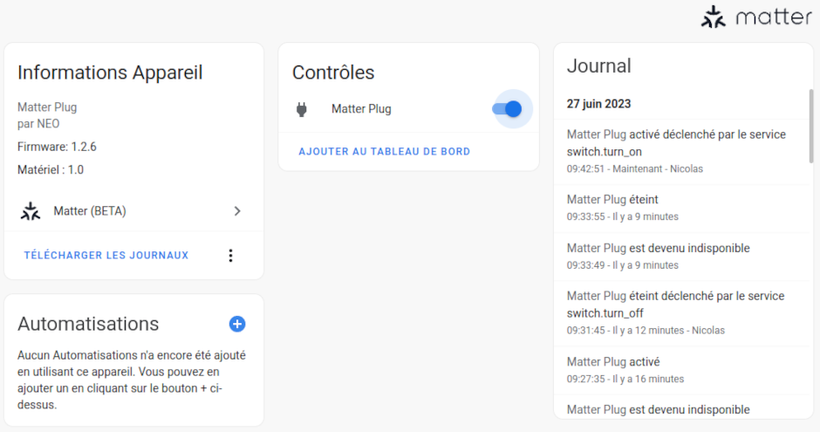 matter
Informations Appareil
Matter Plug
par NEO
Firmware: 1.2.6
Matériel : 1.0
Matter (BETA)
TÉLÉCHARGER LES JOURNAUX
Automatisations
Aucun Automatisations n'a encore été ajouté
en utilisant ce appareil. Vous pouvez en
ajouter un en cliquant sur le bouton + ci-
dessus.
Contrôles
Matter Plug
AJOUTER AU TABLEAU DE BORD
Journal
27 juin 2023
Matter Plug activé déclenché par le service
switch.turn_on
09:42:51 - Maintenant - Nicolas
Matter Plug éteint
09:33:55 - Il y a 9 minutes
Matter Plug est devenu indisponible
09:33:49 - Il y a 9 minutes
Matter Plug éteint déclenché par le service
switch.turn_off
09:31:45 - Il y a 12 minutes - Nicolas
Matter Plug activé
09:27:35 - Il y a 16 minutes
Matter Plug est devenu indisponible